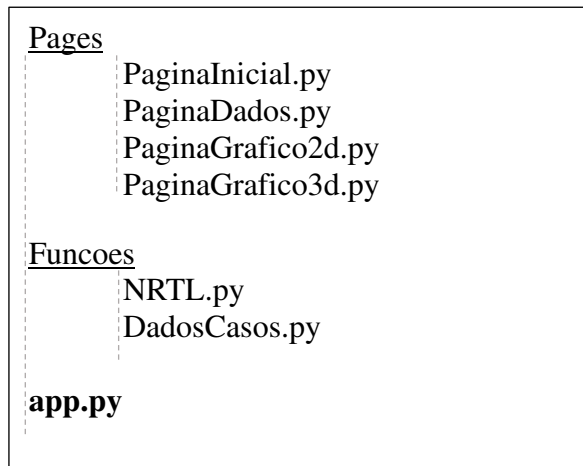 Pages
PaginaInicial.py
PaginaDados.py
PaginaGrafico2d.py
PaginaGrafico3d.py
Funcoes
NRTL.py
DadosCasos.py
app.py